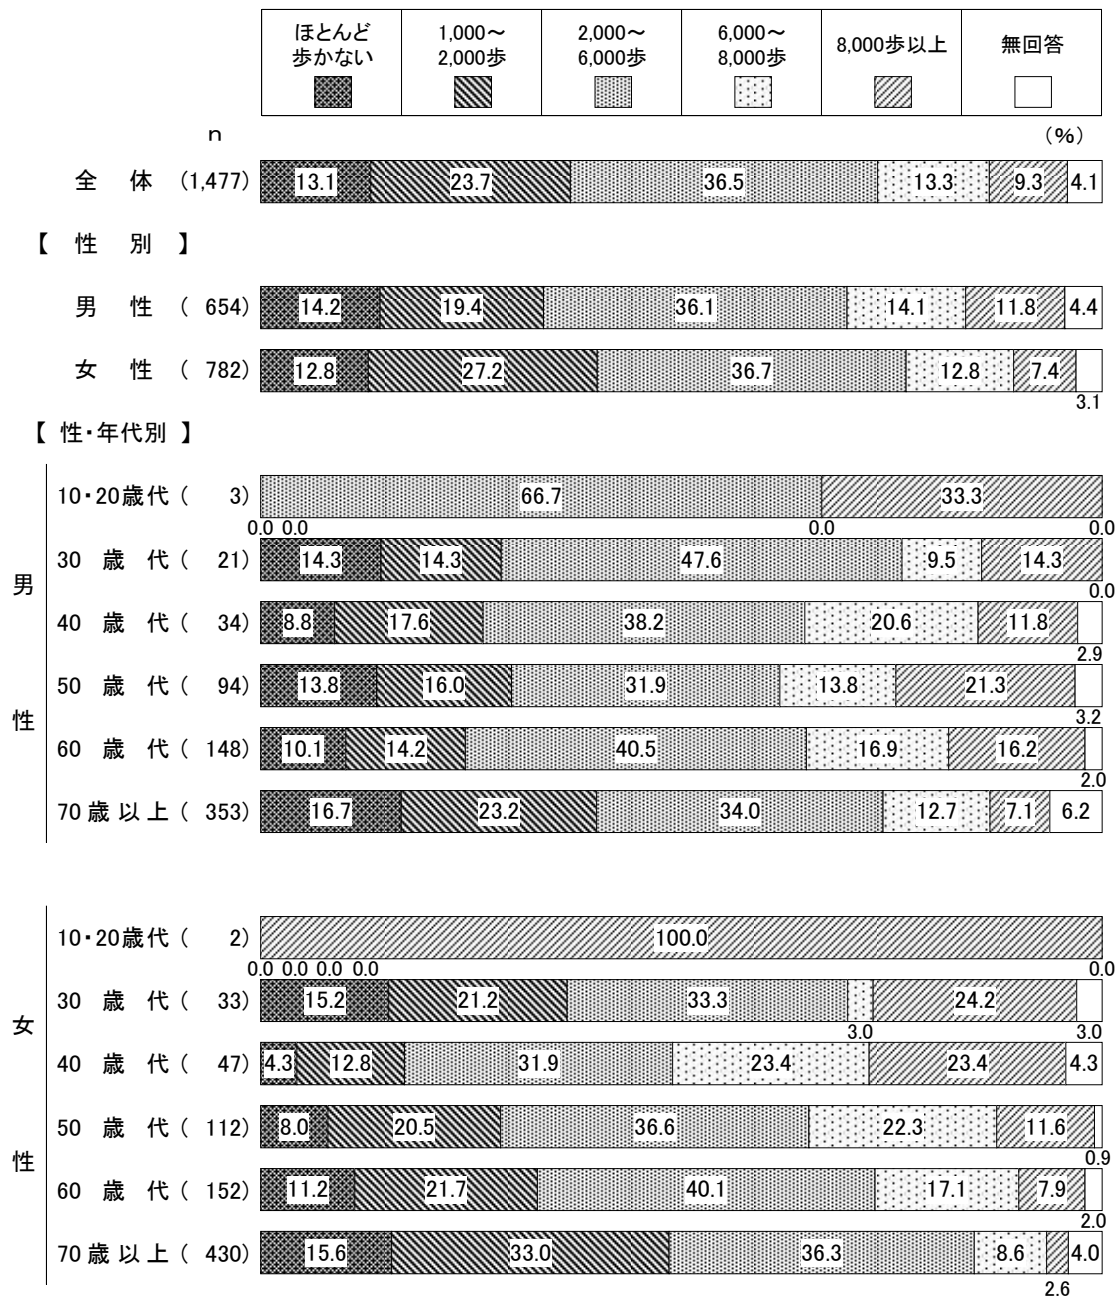 ほとんど 1,000～ 2,000～ 6,000～ 8,000歩以上 無回答
歩かない 2,000歩 6,000歩 8,000歩
ｎ （％）
全 体 (1,477) 13.1 23.7 36.5 13.3 9.3 4.1
【 性 別 】
男 性 ( 654) 14.2 19.4 36.1 14.1 11.8 4.4
女 性 ( 782) 12.8 27.2 36.7 12.8 7.4
3.1
【 性・年代別 】
男性
10・20歳代 ( 3) 66.7 33.3
0.0 0.0 0.0 0.0
30 歳 代 ( 21) 14.3 14.3 47.6 9.5 14.3
0.0
40 歳 代 ( 34) 8.8 17.6 38.2 20.6 11.8
2.9
50 歳 代 ( 94) 13.8 16.0 31.9 13.8 21.3
3.2
60 歳 代 ( 148) 10.1 14.2 40.5 16.9 16.2
2.0
70 歳 以 上 ( 353) 16.7 23.2 34.0 12.7 7.1 6.2
女性
10・20歳代 ( 2) 100.0
0.0 0.0 0.0 0.0 0.0
30 歳 代 ( 33) 15.2 21.2 33.3 24.2
3.0 3.0
40 歳 代 ( 47) 4.3 12.8 31.9 23.4 23.4 4.3
50 歳 代 ( 112) 8.0 20.5 36.6 22.3 11.6
0.9
60 歳 代 ( 152) 11.2 21.7 40.1 17.1 7.9
2.0
70 歳 以 上 ( 430) 15.6 33.0 36.3 8.6 4.0
2.6